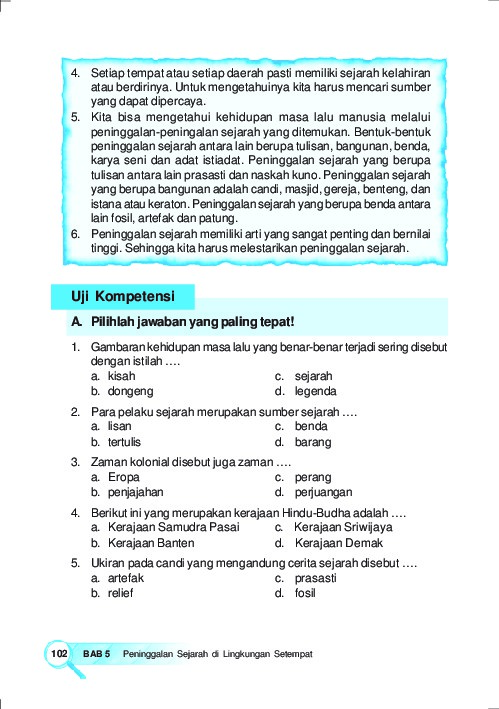 4. Setiap tempat atau setiap daerah pasti memiliki sejarah kelahiran
atau berdirinya. Untuk mengetahuinya kita harus mencari sumber
yang dapat dipercaya.
5. Kita bisa mengetahui kehidupan masa lalu manusia melalui
peninggalan-peningalan sejarah yang ditemukan. Bentuk-bentuk
peninggalan sejarah antara lain berupa tulisan, bangunan, benda,
karya seni dan adat istiadat. Peninggalan sejarah yang berupa
tulisan antara lain prasasti dan naskah kuno. Peninggalan sejarah
yang berupa bangunan adalah candi, masjid, gereja, benteng, dan
istana atau keraton. Peninggalan sejarah yang berupa benda antara
lain fosil, artefak dan patung.
6. Peninggalan sejarah memiliki arti yang sangat penting dan bernilai
tinggi. Sehingga kita harus melestarikan peninggalan sejarah.
Uji Kompetensi
A. Pilihlah jawaban yang paling tepat!
1. Gambaran kehidupan masa lalu yang benar-benar terjadi sering disebut
dengan istilah ....
a. kisah c. sejarah
b. dongeng d. legenda
2. Para pelaku sejarah merupakan sumber sejarah ....
a. lisan c. benda
b. tertulis d. barang
3. Zaman kolonial disebut juga zaman ....
a. Eropa c. perang
b. penjajahan d. perjuangan
4. Berikut ini yang merupakan kerajaan Hindu-Budha adalah ....
a. Kerajaan Samudra Pasai c. Kerajaan Sriwijaya
b. Kerajaan Banten d. Kerajaan Demak
5. Ukiran pada candi yang mengandung cerita sejarah disebut ....
a. artefak c. prasasti
b. relief d. fosil
102 BAB 5 Peninggalan Sejarah di Lingkungan Setempat